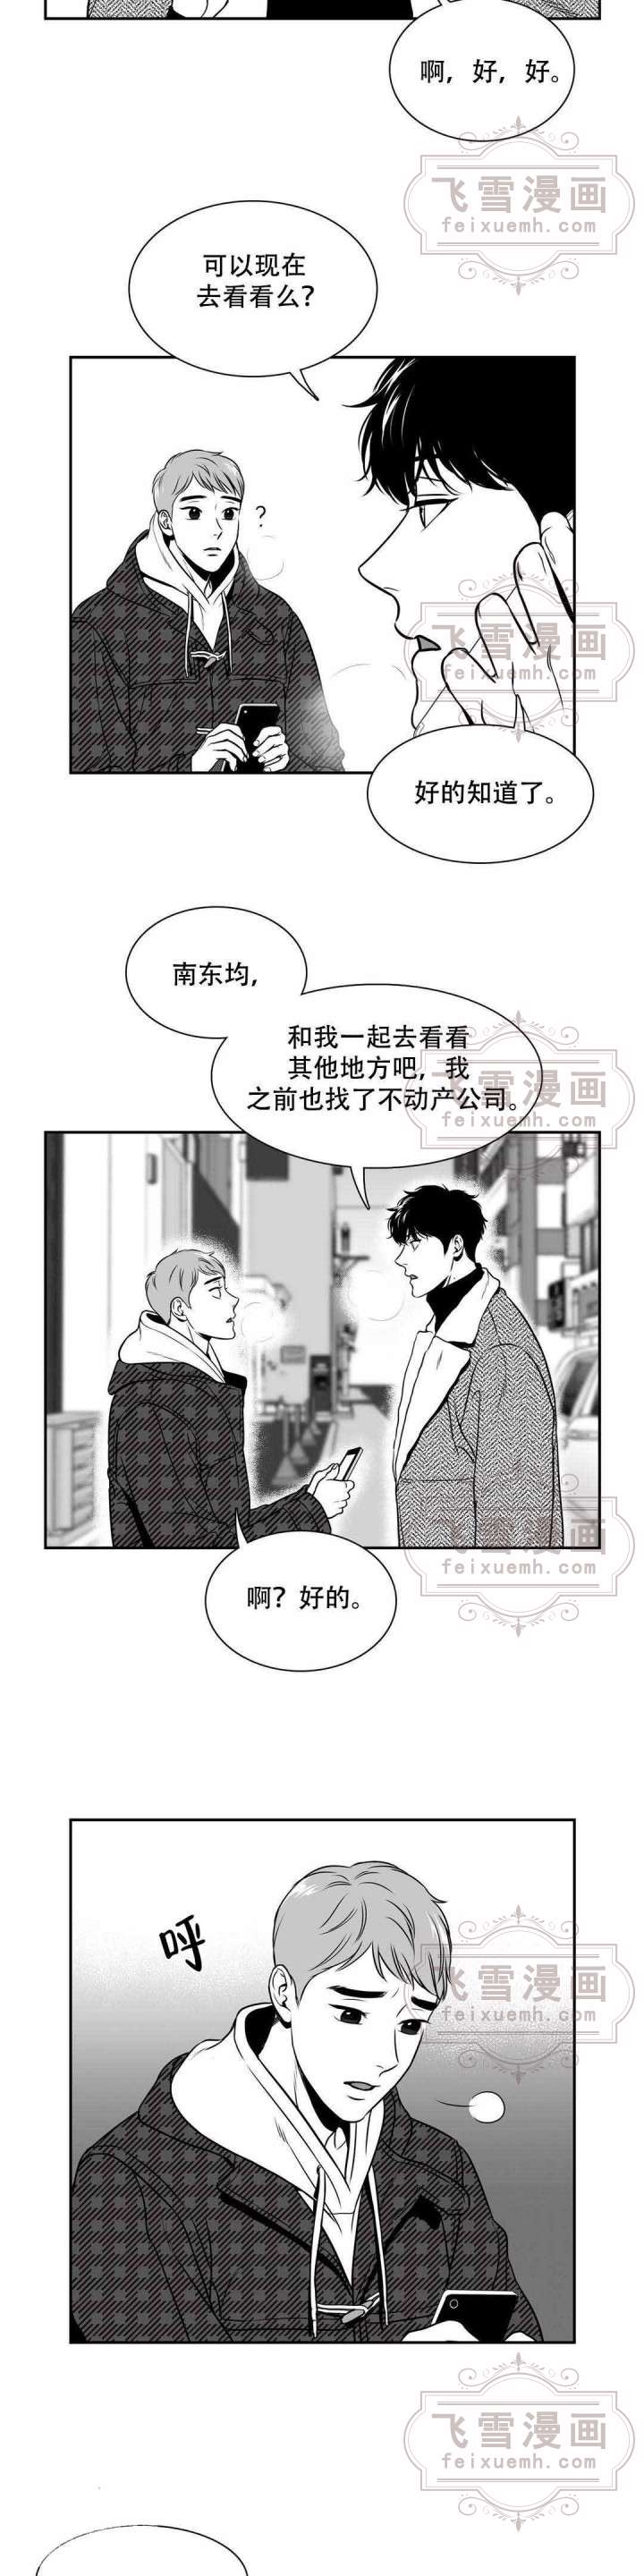 啊，好，好。
飞雪漫画
feixuemh.com
可以现在
去看看么？
?
飞雪漫画
feixuemh.com
好的知道了。
南东均，
和我一起去看看
其他地方吧，我
之前也找了不动产公司。
飞雪漫画
feixuemh.com
飞雪漫画
feixuemh.com
啊？好的。
呼
飞雪漫画
feixuemh.com
飞雪漫画
feixuemh.com